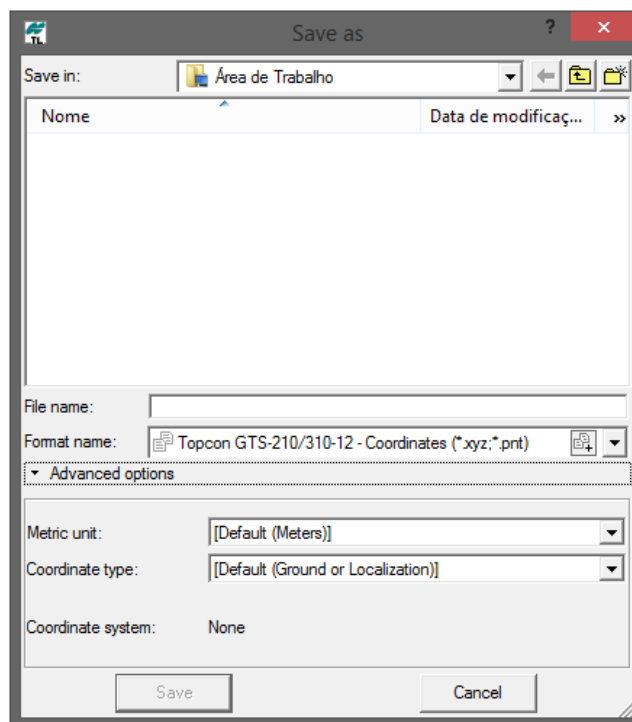 TL Save as ?
Save in: Área de Trabalho
Nome Data de modificaç... »
File name:
Format name: Topcon GTS-210/310-12 - Coordinates (*.xyz;*.pnt)
Advanced options
Metric unit: [Default (Meters)]
Coordinate type: [Default (Ground or Localization)]
Coordinate system: None
Save Cancel